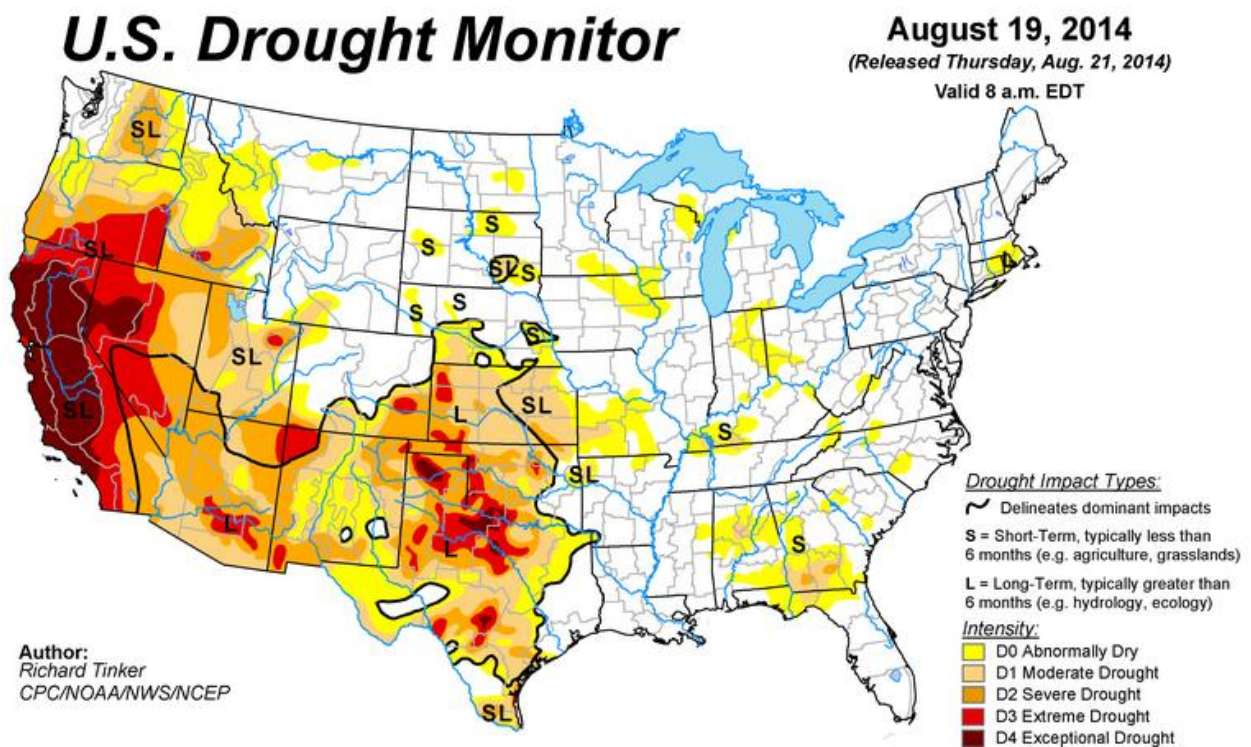 U.S. Drought Monitor
August 19, 2014
(Released Thursday, Aug. 21, 2014)
Valid 8 a.m. EDT
SL
S
S
SL
SLS
S
S
S
SL
SL
L
SL
S
SL
L
L
S
SL
L
Drought Impact Types:
Delineates dominant impacts
S = Short-Term, typically less than
6 months (e.g. agriculture, grasslands)
L = Long-Term, typically greater than
6 months (e.g. hydrology, ecology)
Intensity:
D0 Abnormally Dry
D1 Moderate Drought
D2 Severe Drought
D3 Extreme Drought
D4 Exceptional Drought
Author:
Richard Tinker
CPC/NOAA/NWS/NCEP